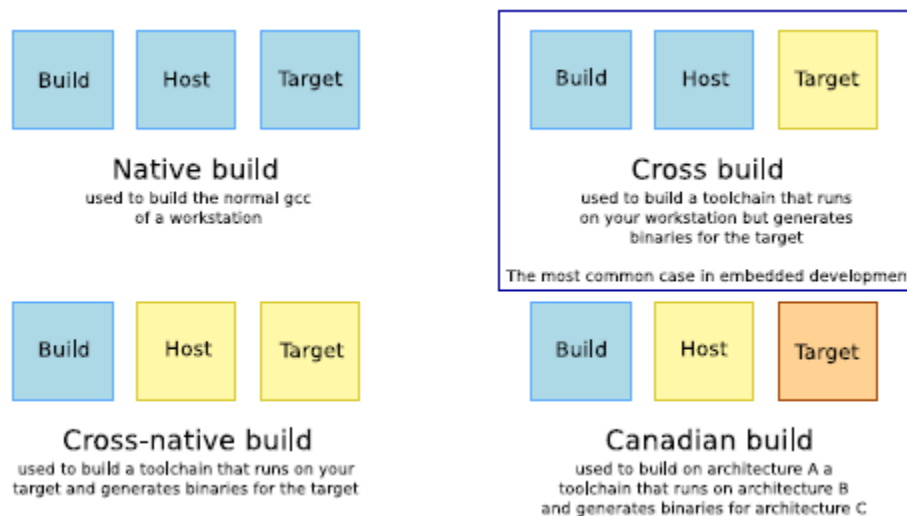 Build Host Target
Native build
used to build the normal gcc
of a workstation
Build Host Target
Cross build
used to build a toolchain that runs
on your workstation but generates
binaries for the target
The most common case in embedded developmen
Build Host Target
Cross-native build
used to build a toolchain that runs on your
target and generates binaries for the target
Build Host Target
Canadian build
used to build on architecture A a
toolchain that runs on architecture B
and generates binaries for architecture C